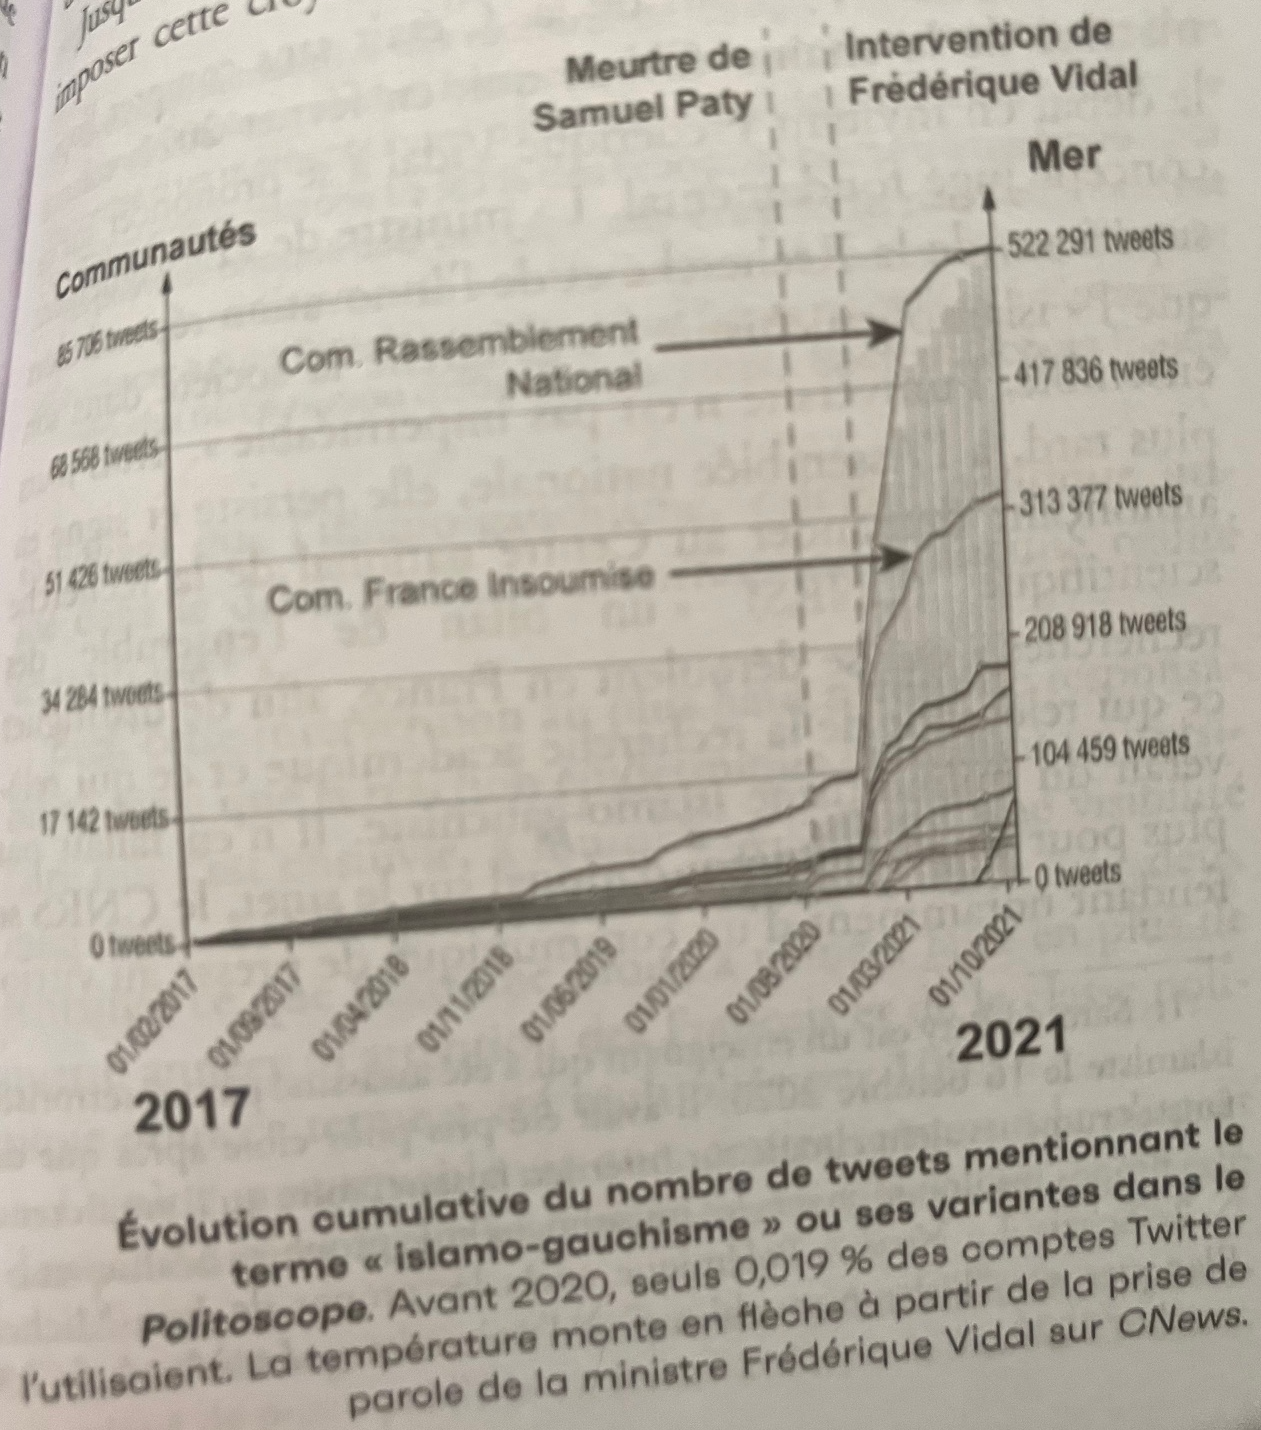 imposer cette
Meurtre de
Samuel Paty
Intervention de
Frédérique Vidal
Mer
Communautés
85 706 tweets
68 568 tweets
51 426 tweets
34 284 tweets
17 142 tweets
0 tweets
Com. Rassemblement
National
Com. France Insoumise
522 291 tweets
417 836 tweets
313 377 tweets
208 918 tweets
104 459 tweets
0 tweets
01/02/2017
01/09/2017
01/04/2018
01/11/2018
01/06/2019
01/01/2020
01/08/2020
01/03/2021
01/10/2021
2017
2021
Évolution cumulative du nombre de tweets mentionnant le
terme « islamo-gauchisme » ou ses variantes dans le
Politoscope. Avant 2020, seuls 0,019 % des comptes Twitter
l'utilisaient. La température monte en flèche à partir de la prise de
parole de la ministre Frédérique Vidal sur CNews.